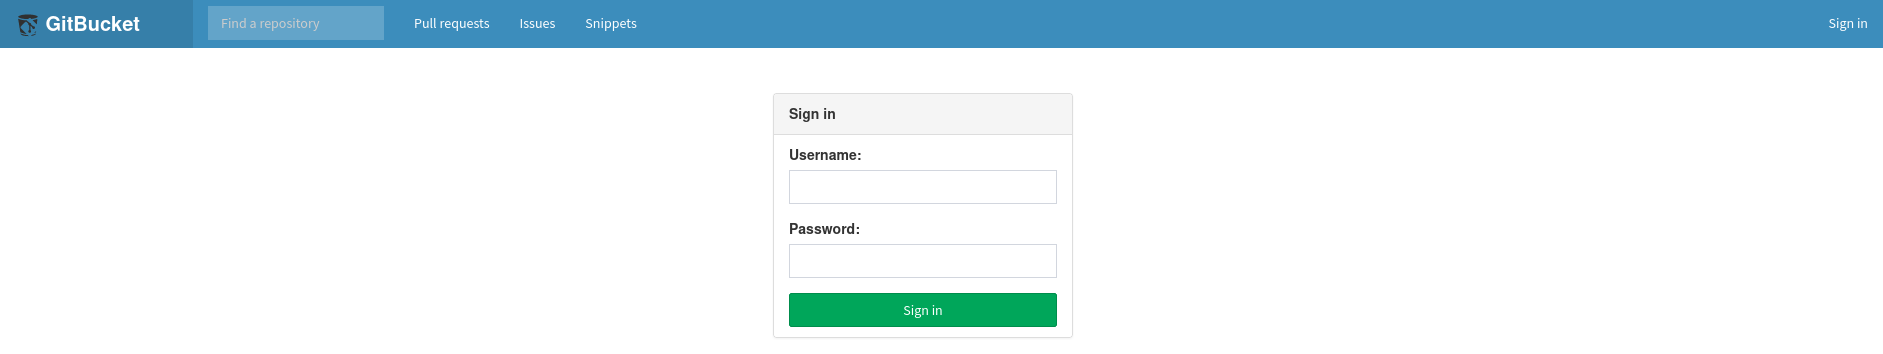 GitBucket Find a repository Pull requests Issues Snippets Sign in
Sign in
Username:
Password:
Sign in